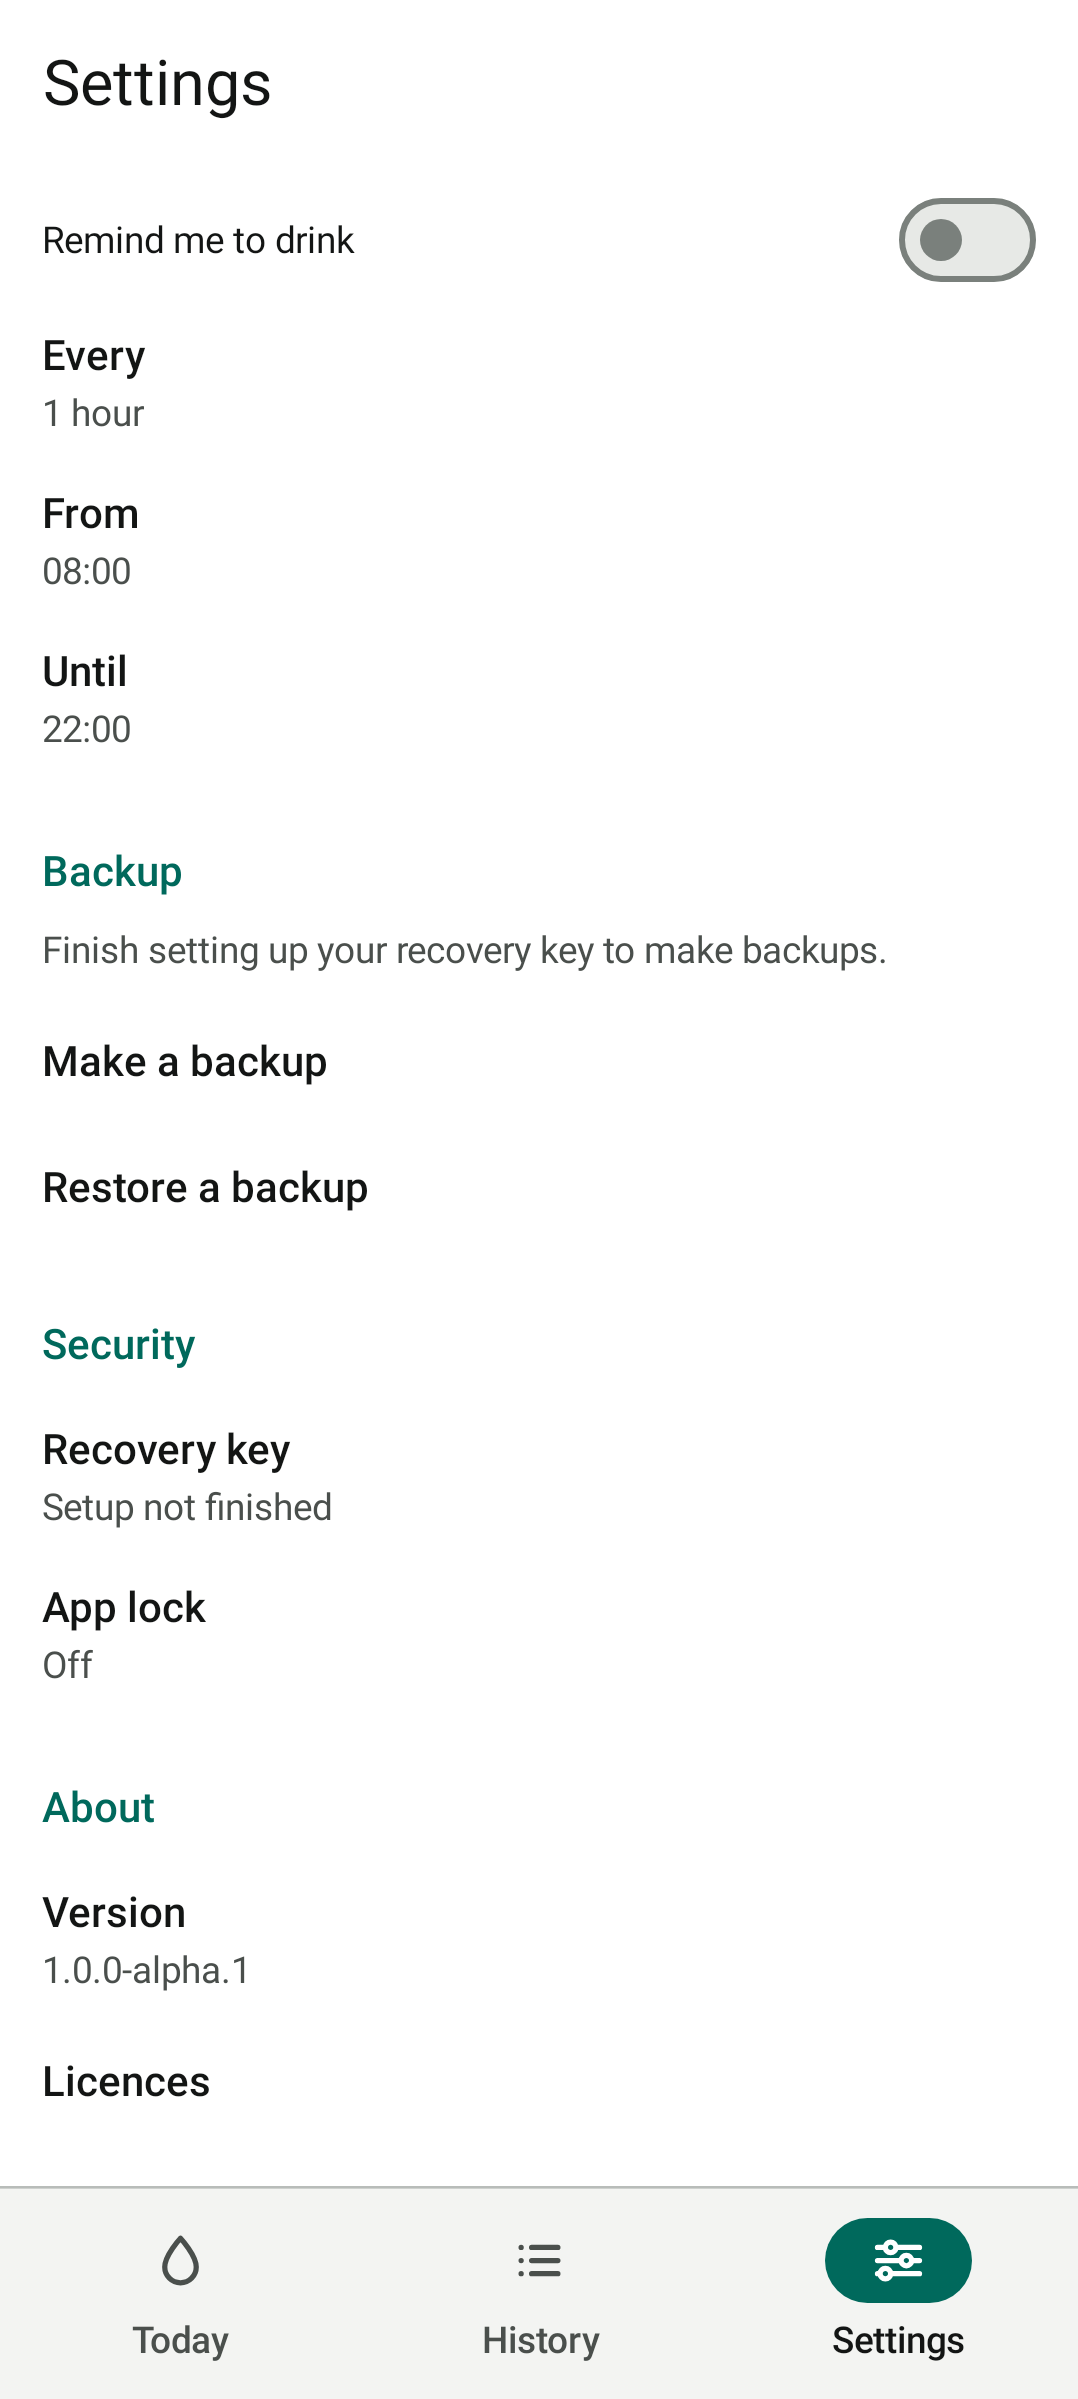 Settings
Remind me to drink
Every
1 hour
From
08:00
Until
22:00
Backup
Finish setting up your recovery key to make backups.
Make a backup
Restore a backup
Security
Recovery key
Setup not finished
App lock
Off
About
Version
1.0.0-alpha.1
Licences
Today
History
Settings